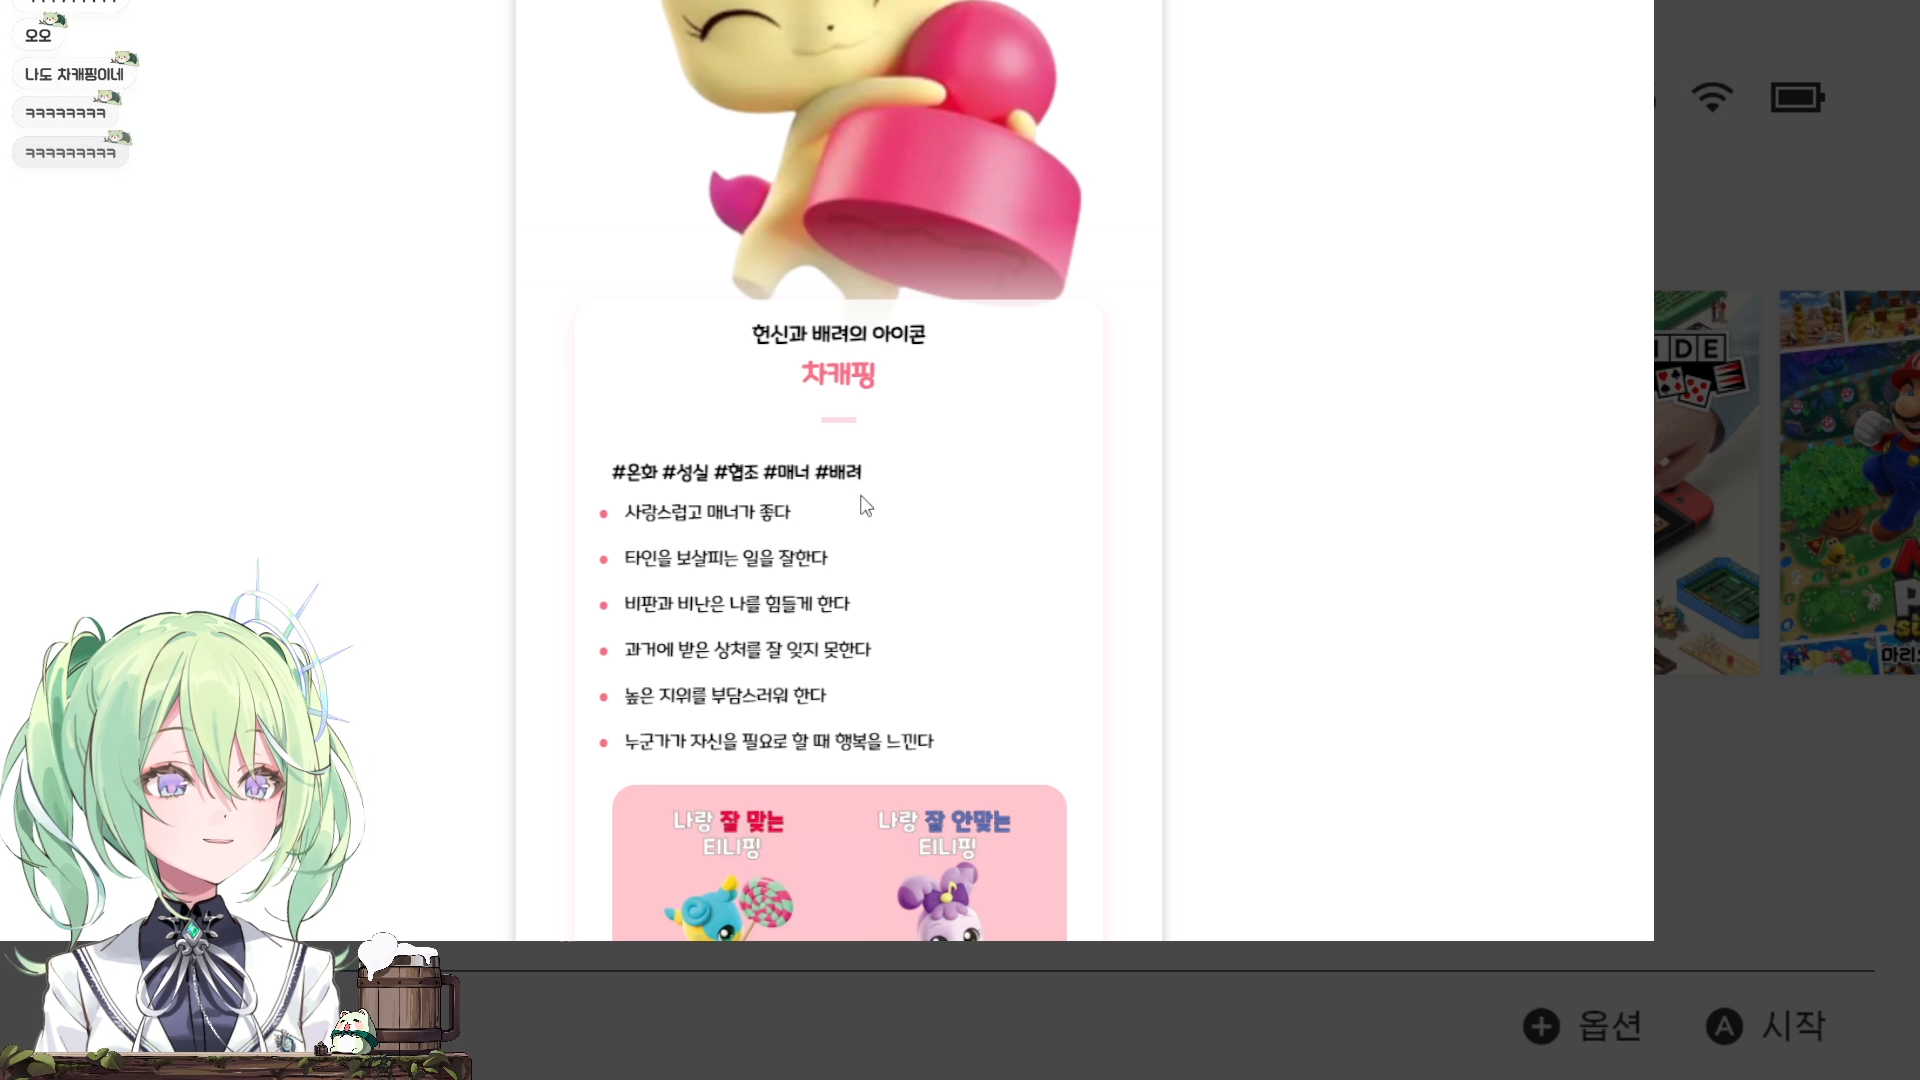 오오
나도 차캐핑이네
ㅋㅋㅋㅋㅋㅋㅋㅋ
ㅋㅋㅋㅋㅋㅋㅋㅋㅋ
헌신과 배려의 아이콘
차캐핑
#온화 #성실 #협조 #매너 #배려
사랑스럽고 매너가 좋다
타인을 보살피는 일을 잘한다
비판과 비난은 나를 힘들게 한다
과거에 받은 상처를 잘 잊지 못한다
높은 지위를 부담스러워 한다
누군가가 자신을 필요로 할 때 행복을 느낀다
나랑 잘 맞는
티니핑
나랑 잘 안맞는
티니핑
옵션
A 시작